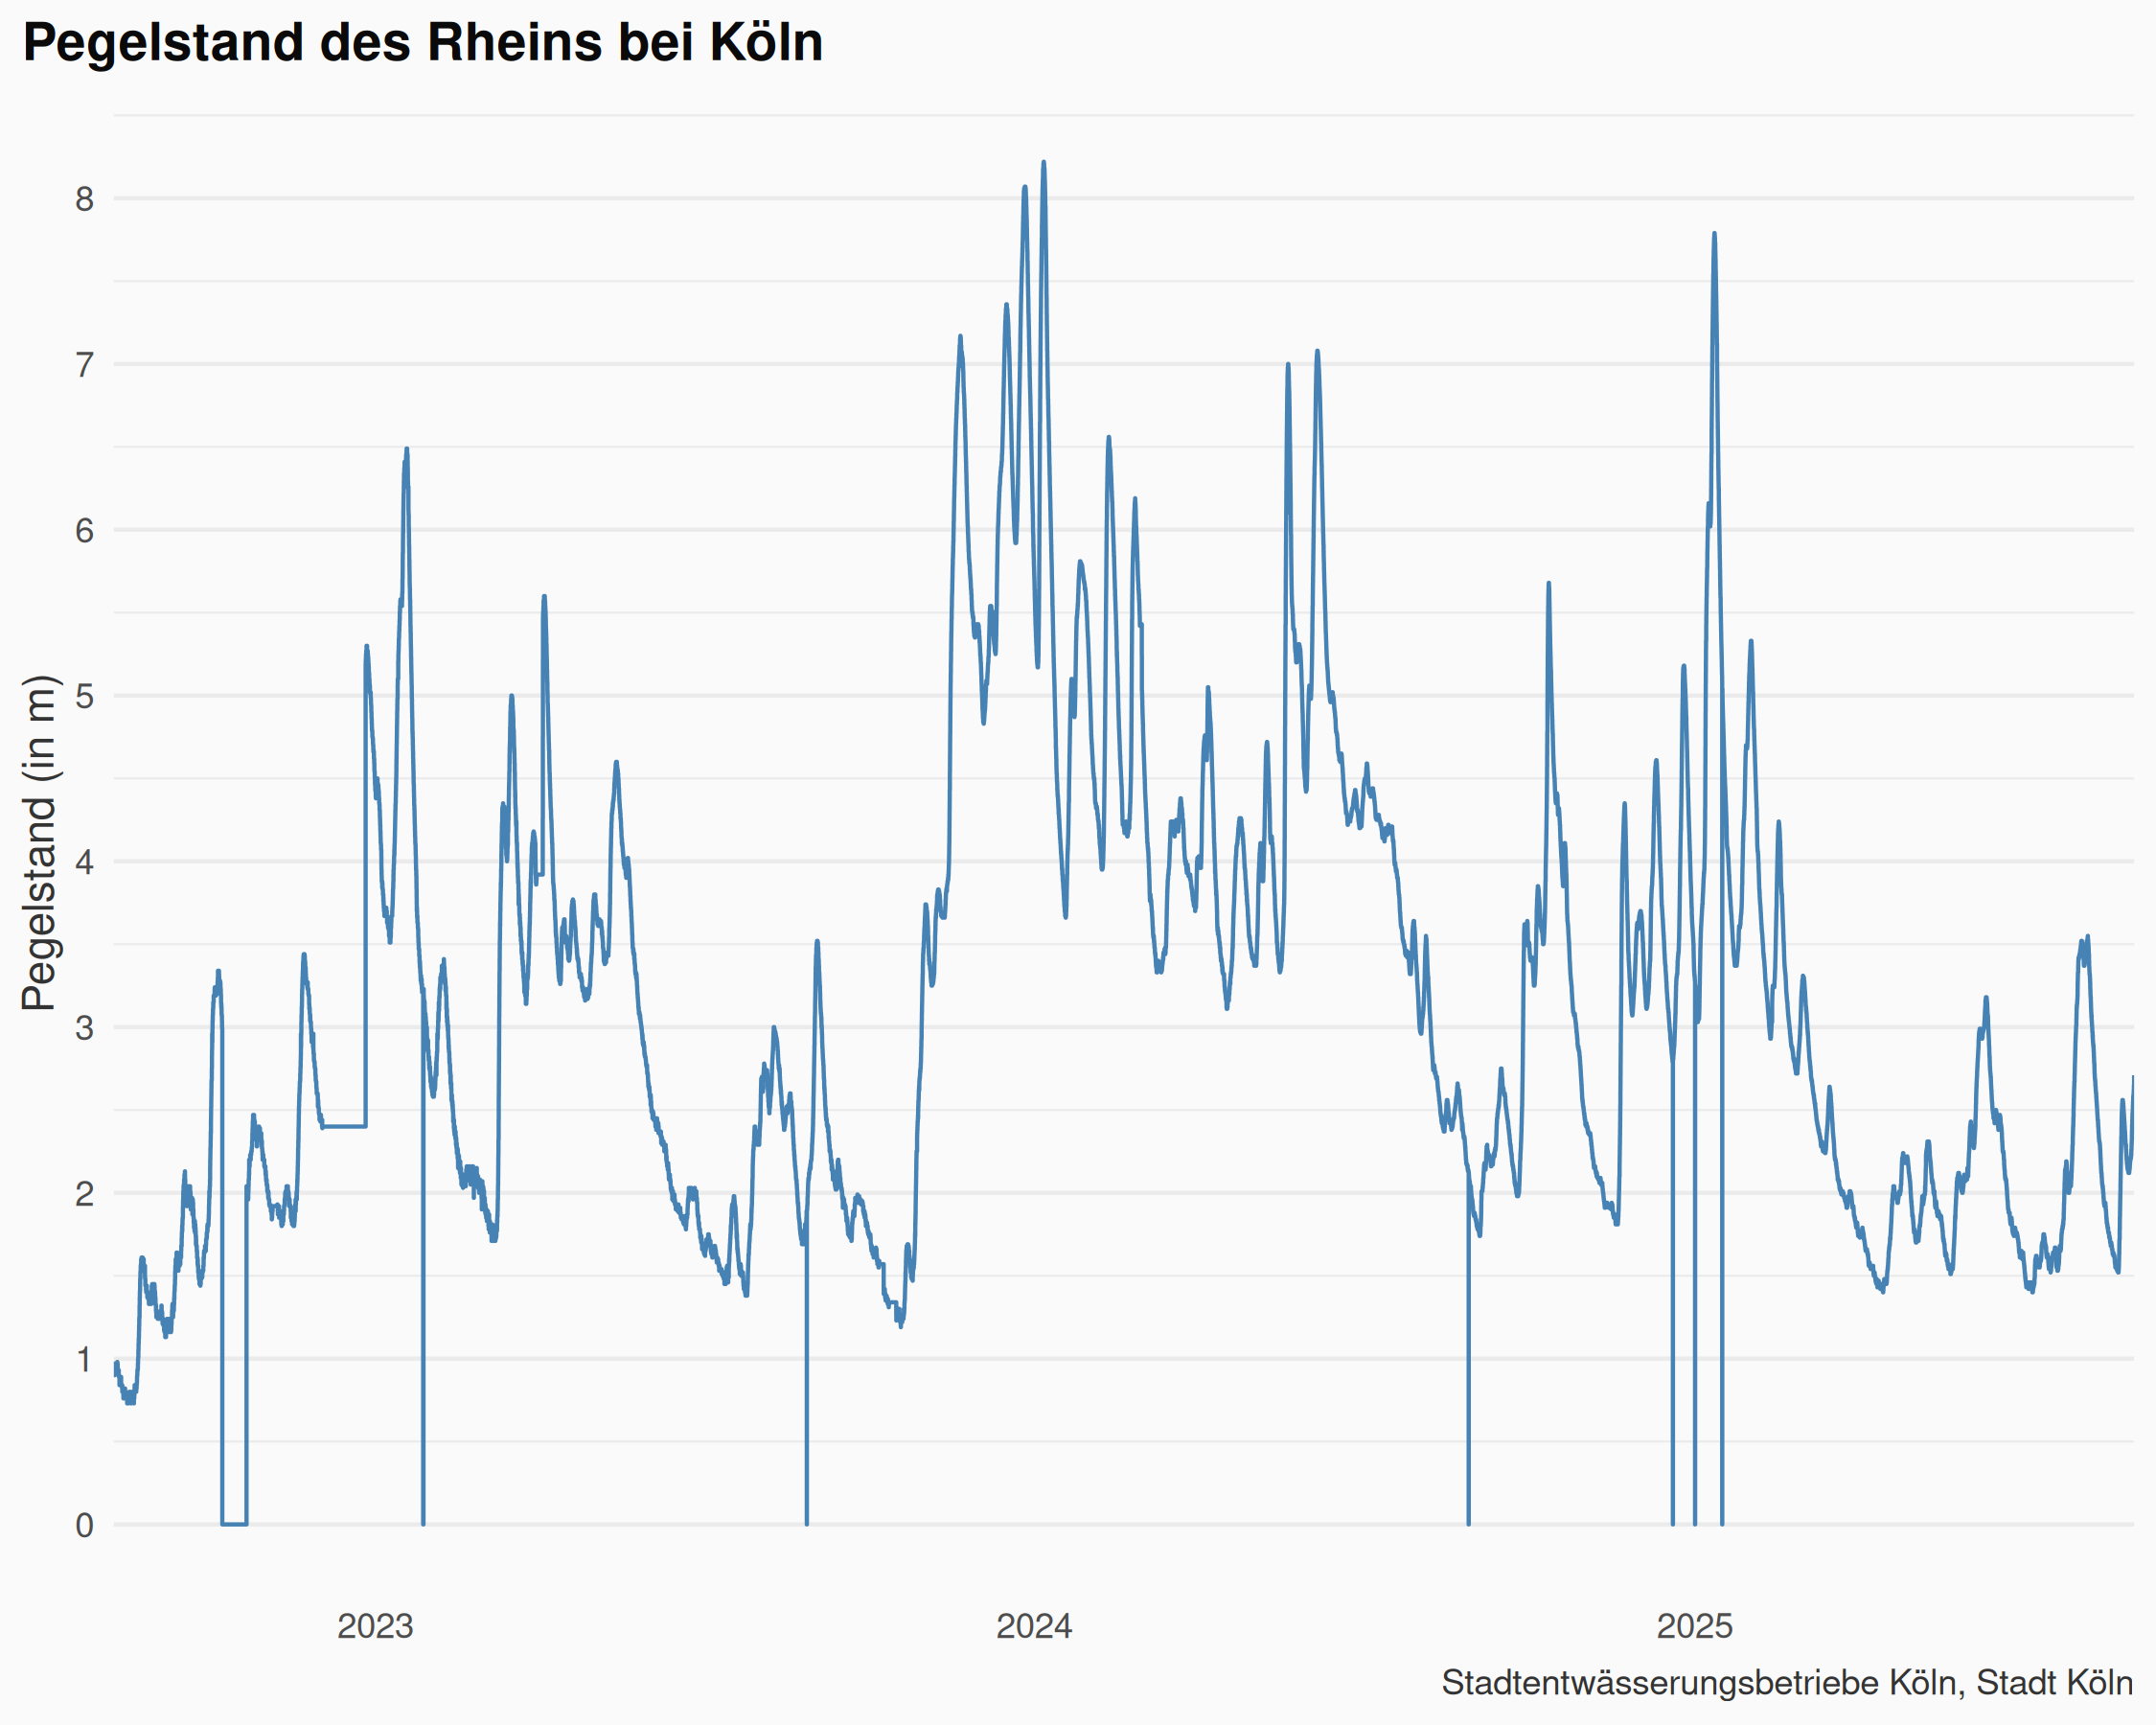 Pegelstand des Rheins bei Köln
Pegelstand (in m)
8
7
6
5
4
3
2
1
0
2023 2024 2025
Stadtentwässerungsbetriebe Köln, Stadt Köln